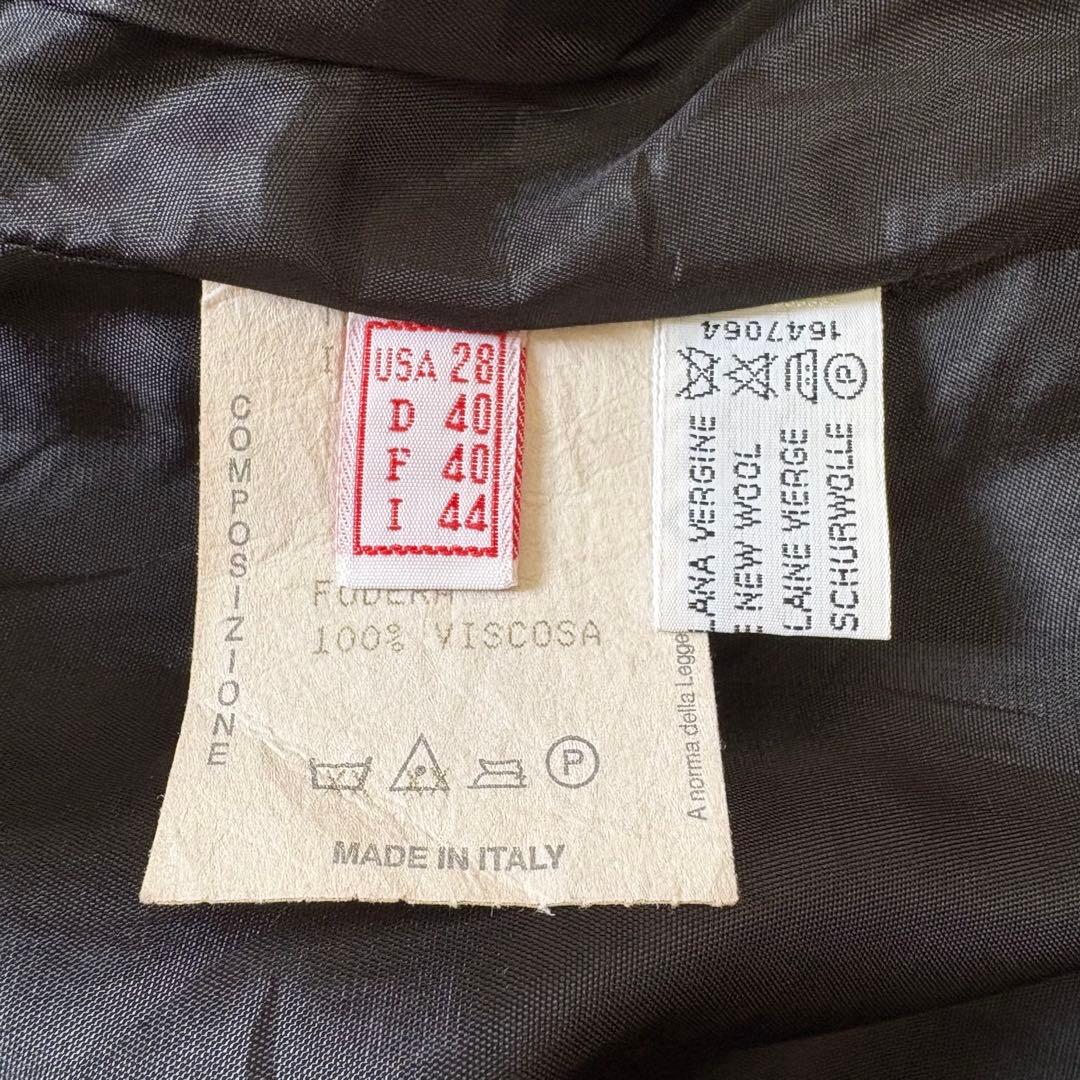 COMPOSIZIONE
USA 28
D 40
F 40
I 44
FODERA
100% VISCOSA
P
MADE IN ITALY
A norma della Legge
1647064
P
LANA VERGINE
NEW WOOL
LAINE VIERGE
SCHURWOLLE